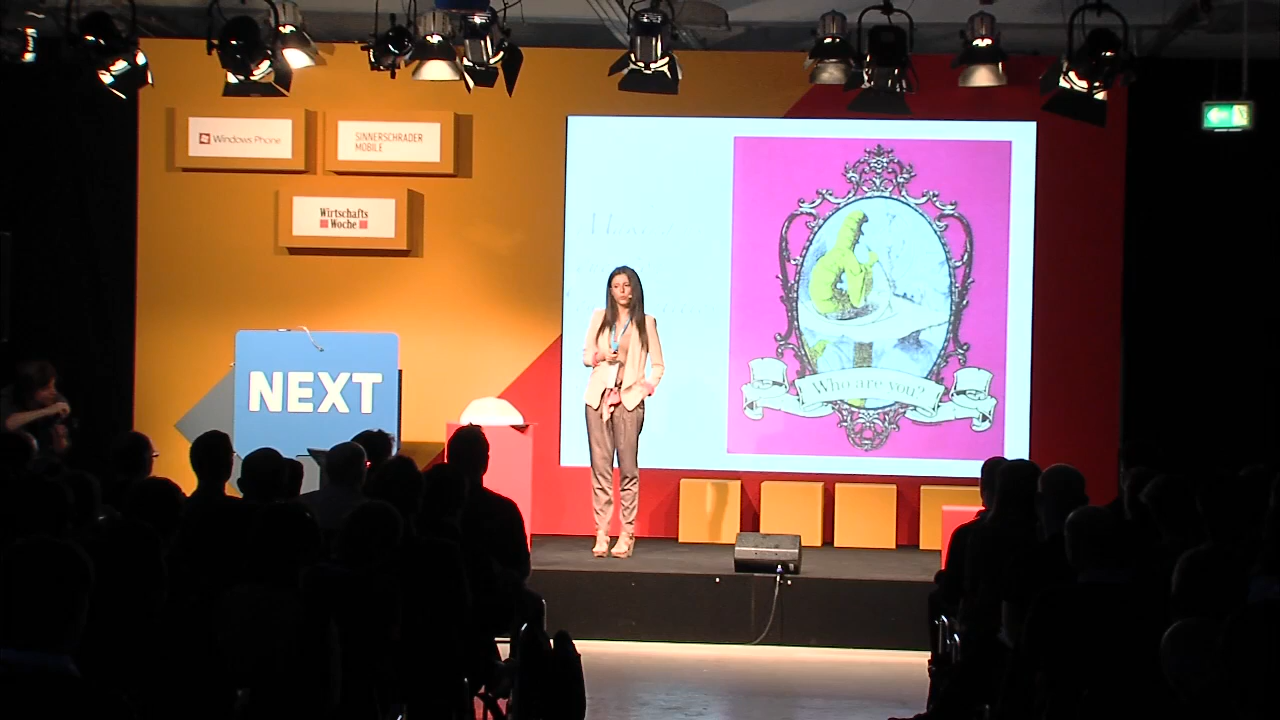 Windows Phone
SINNERSCHRADER
MOBILE
Wirtschafts
Woche
NEXT
Who are you?